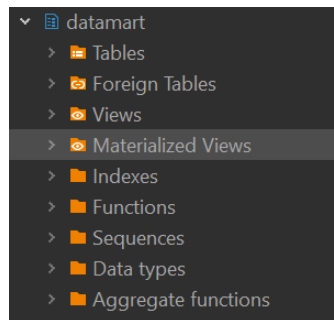 datamart
Tables
Foreign Tables
Views
Materialized Views
Indexes
Functions
Sequences
Data types
Aggregate functions